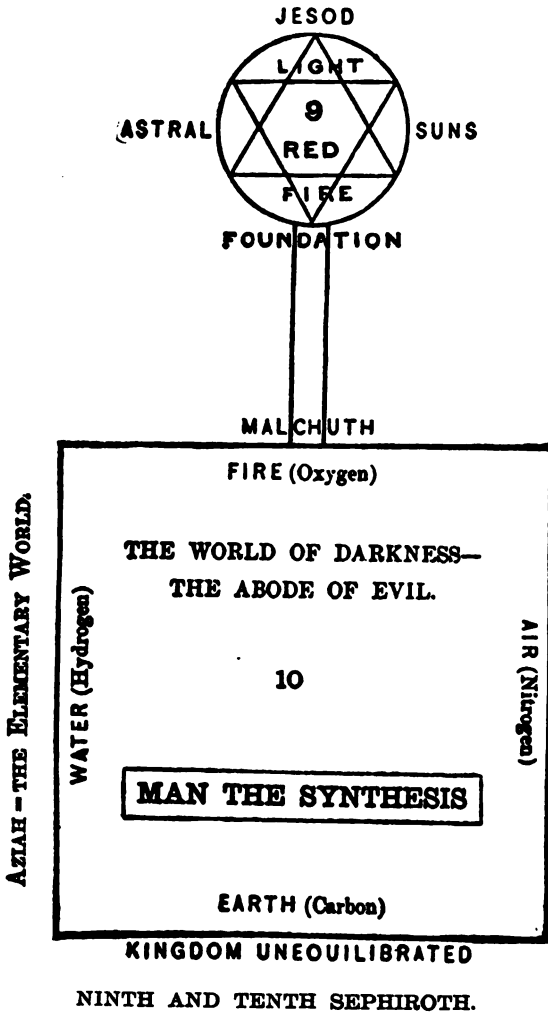 JESOD
LIGHT
9
ASTRAL
SUNS
RED
FIRE
FOUNDATION
MALCHUTH
FIRE (Oxygen)
THE WORLD OF DARKNESS—
THE ABODE OF EVIL.
AZIAH = THE ELEMENTARY WORLD.
WATER (Hydrogen)
AIR (Nitrogen)
10
MAN THE SYNTHESIS
EARTH (Carbon)
KINGDOM UNEQUILIBRATED
NINTH AND TENTH SEPHIROTH.